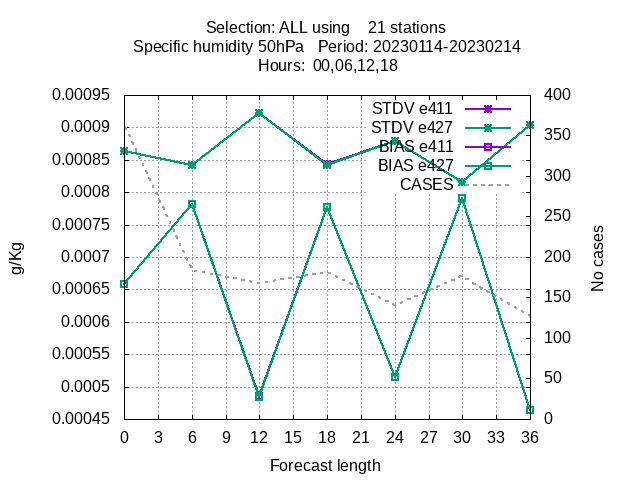 Selection: ALL using    21 stations
Specific humidity 50hPa   Period: 20230114-20230214
Hours:  00,06,12,18
0.00095
0.0009
0.00085
0.0008
0.00075
0.0007
0.00065
0.0006
0.00055
0.0005
0.00045
g/Kg
STDV e411
STDV e427
BIAS e411
BIAS e427
CASES
400
350
300
250
200
150
100
50
0
No cases
0 3 6 9 12 15 18 21 24 27 30 33 36
Forecast length